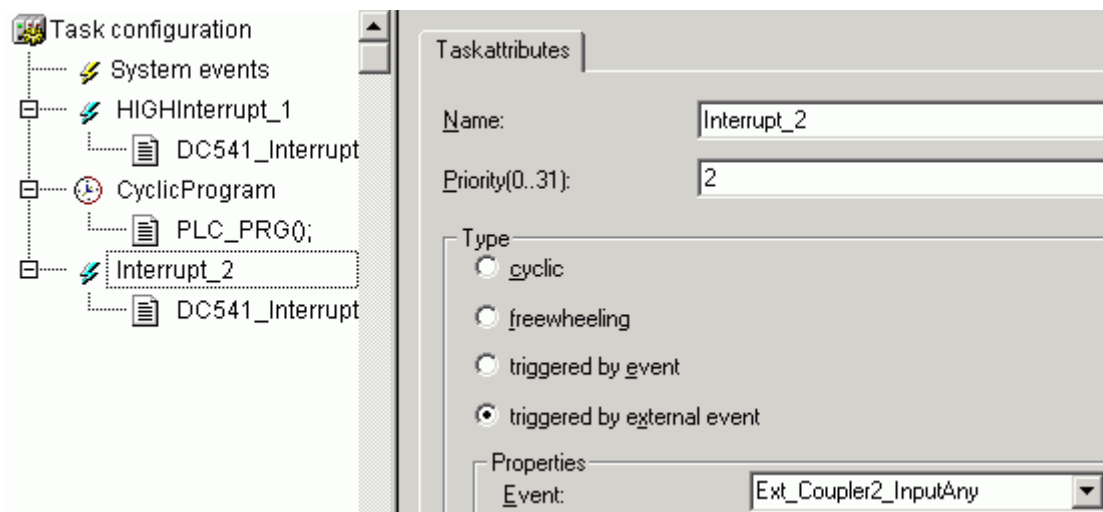 Task configuration
System events
HIGHInterrupt_1
DC541_Interrupt
CyclicProgram
PLC_PRG();
Interrupt_2
DC541_Interrupt
Taskattributes
Name: Interrupt_2
Priority(0..31): 2
Type
cyclic
freewheeling
triggered by event
triggered by external event
Properties
Event: Ext_Coupler2_InputAny